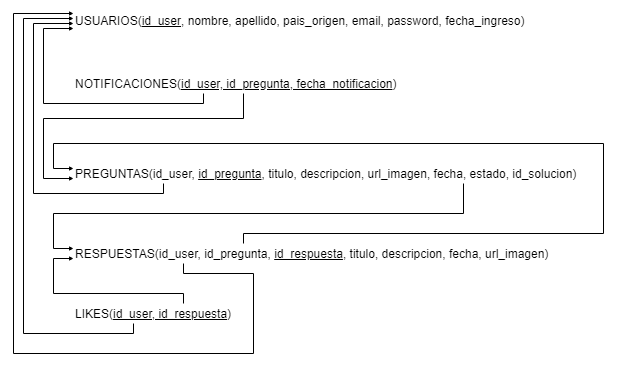 USUARIOS(id_user, nombre, apellido, pais_origen, email, password, fecha_ingreso)
NOTIFICACIONES(id_user, id_pregunta, fecha_notificacion)
PREGUNTAS(id_user, id_pregunta, titulo, descripcion, url_imagen, fecha, estado, id_solucion)
RESPUESTAS(id_user, id_pregunta, id_respuesta, titulo, descripcion, fecha, url_imagen)
LIKES(id_user, id_respuesta)